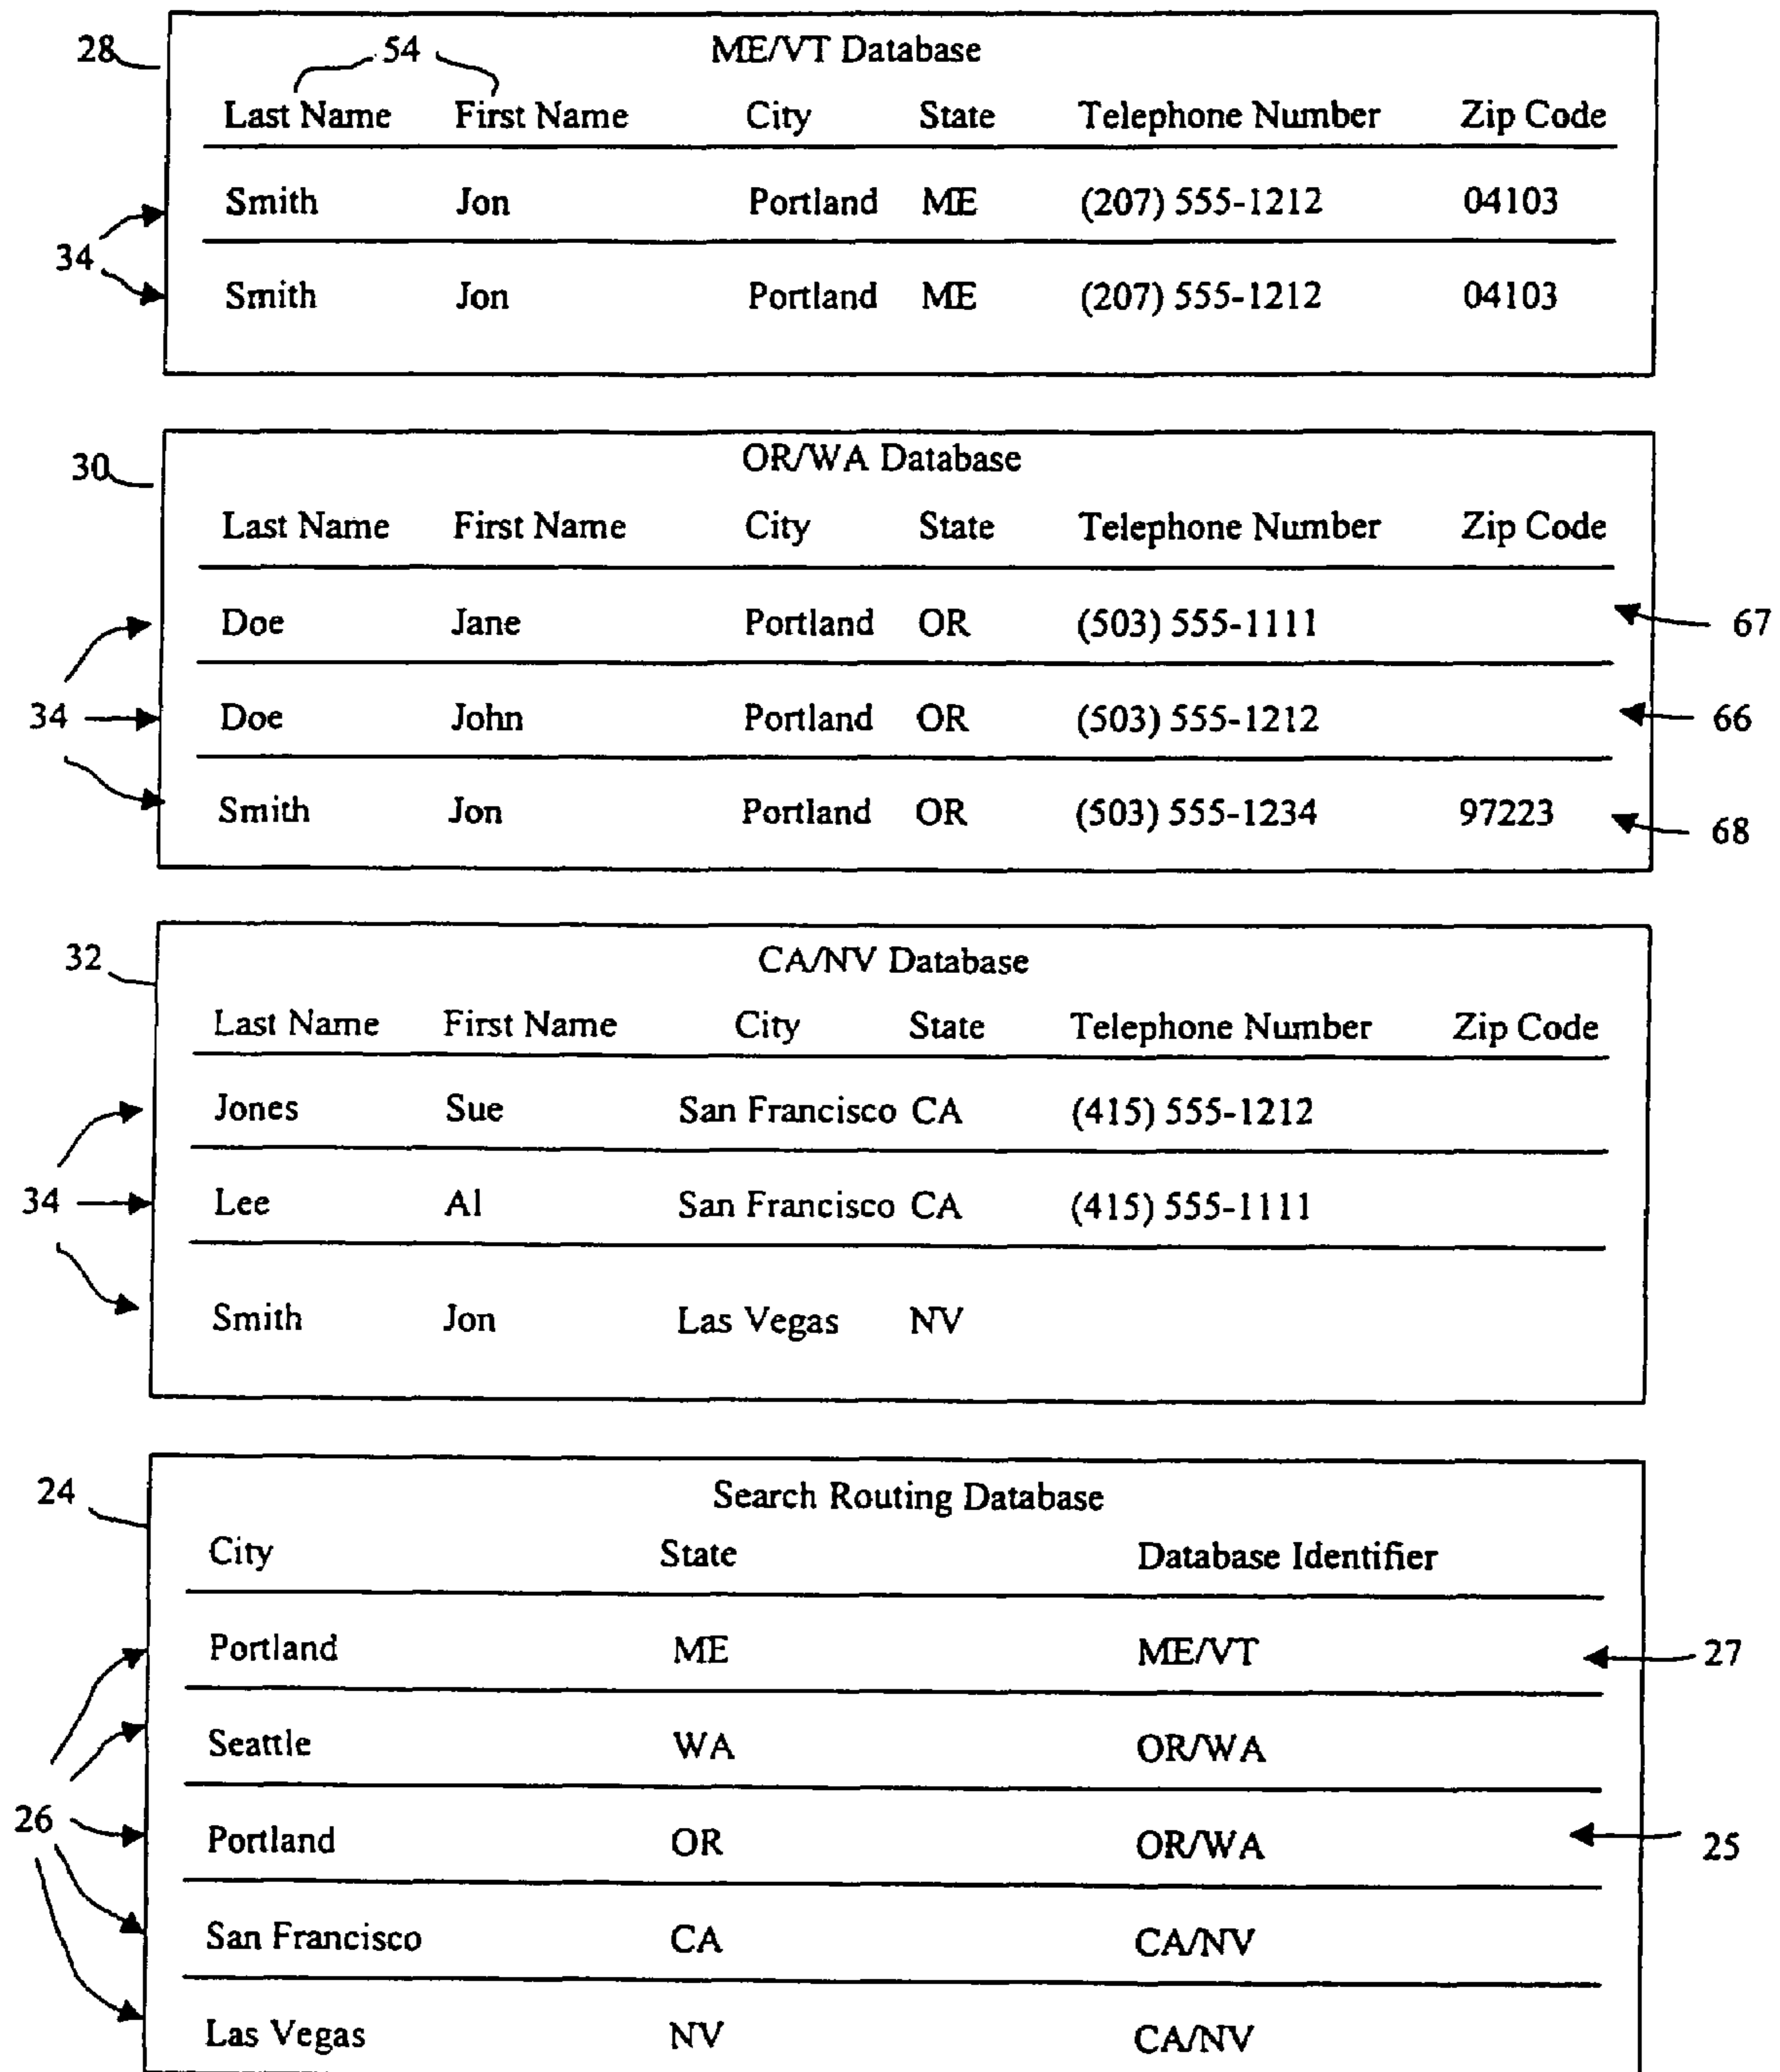 28 54 ME/VT Database
Last Name First Name City State Telephone Number Zip Code
Smith Jon Portland ME (207) 555-1212 04103
34
Smith Jon Portland ME (207) 555-1212 04103
30 OR/WA Database
Last Name First Name City State Telephone Number Zip Code
Doe Jane Portland OR (503) 555-1111 67
34 Doe John Portland OR (503) 555-1212 66
Smith Jon Portland OR (503) 555-1234 97223 68
32 CA/NV Database
Last Name First Name City State Telephone Number Zip Code
Jones Sue San Francisco CA (415) 555-1212
34 Lee Al San Francisco CA (415) 555-1111
Smith Jon Las Vegas NV
24 Search Routing Database
City State Database Identifier
Portland ME ME/VT 27
Seattle WA OR/WA
26 Portland OR OR/WA 25
San Francisco CA CA/NV
Las Vegas NV CA/NV